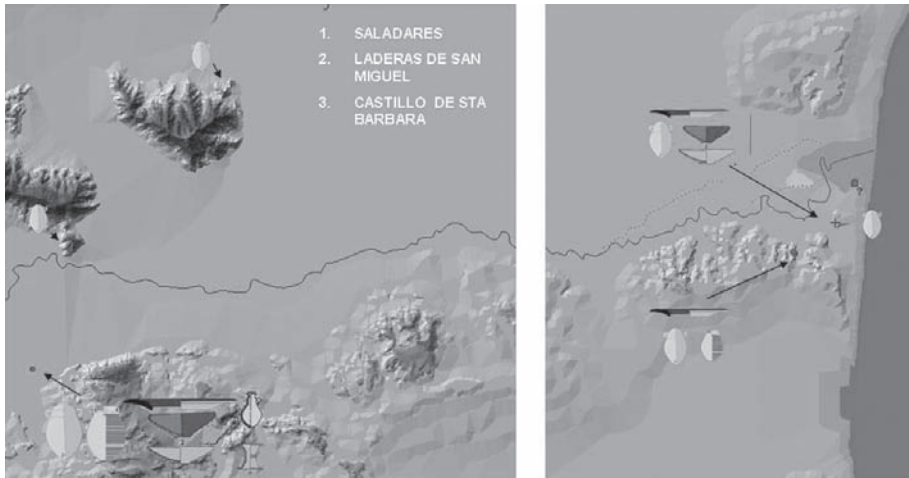 1. SALADARES
2. LADERAS DE SAN
MIGUEL
3. CASTILLO DE STA
BARBARA